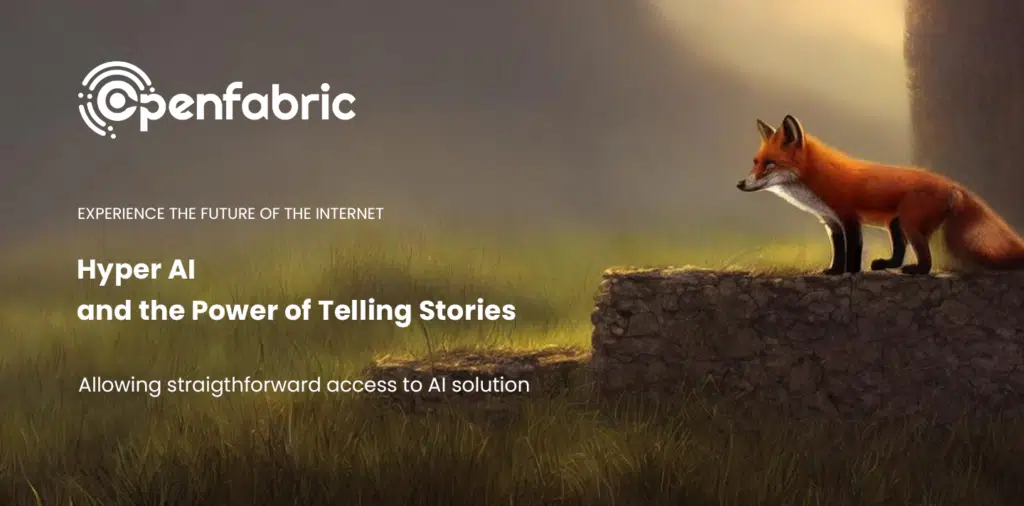 Openfabric
EXPERIENCE THE FUTURE OF THE INTERNET
Hyper AI
and the Power of Telling Stories
Allowing straigthforward access to AI solution